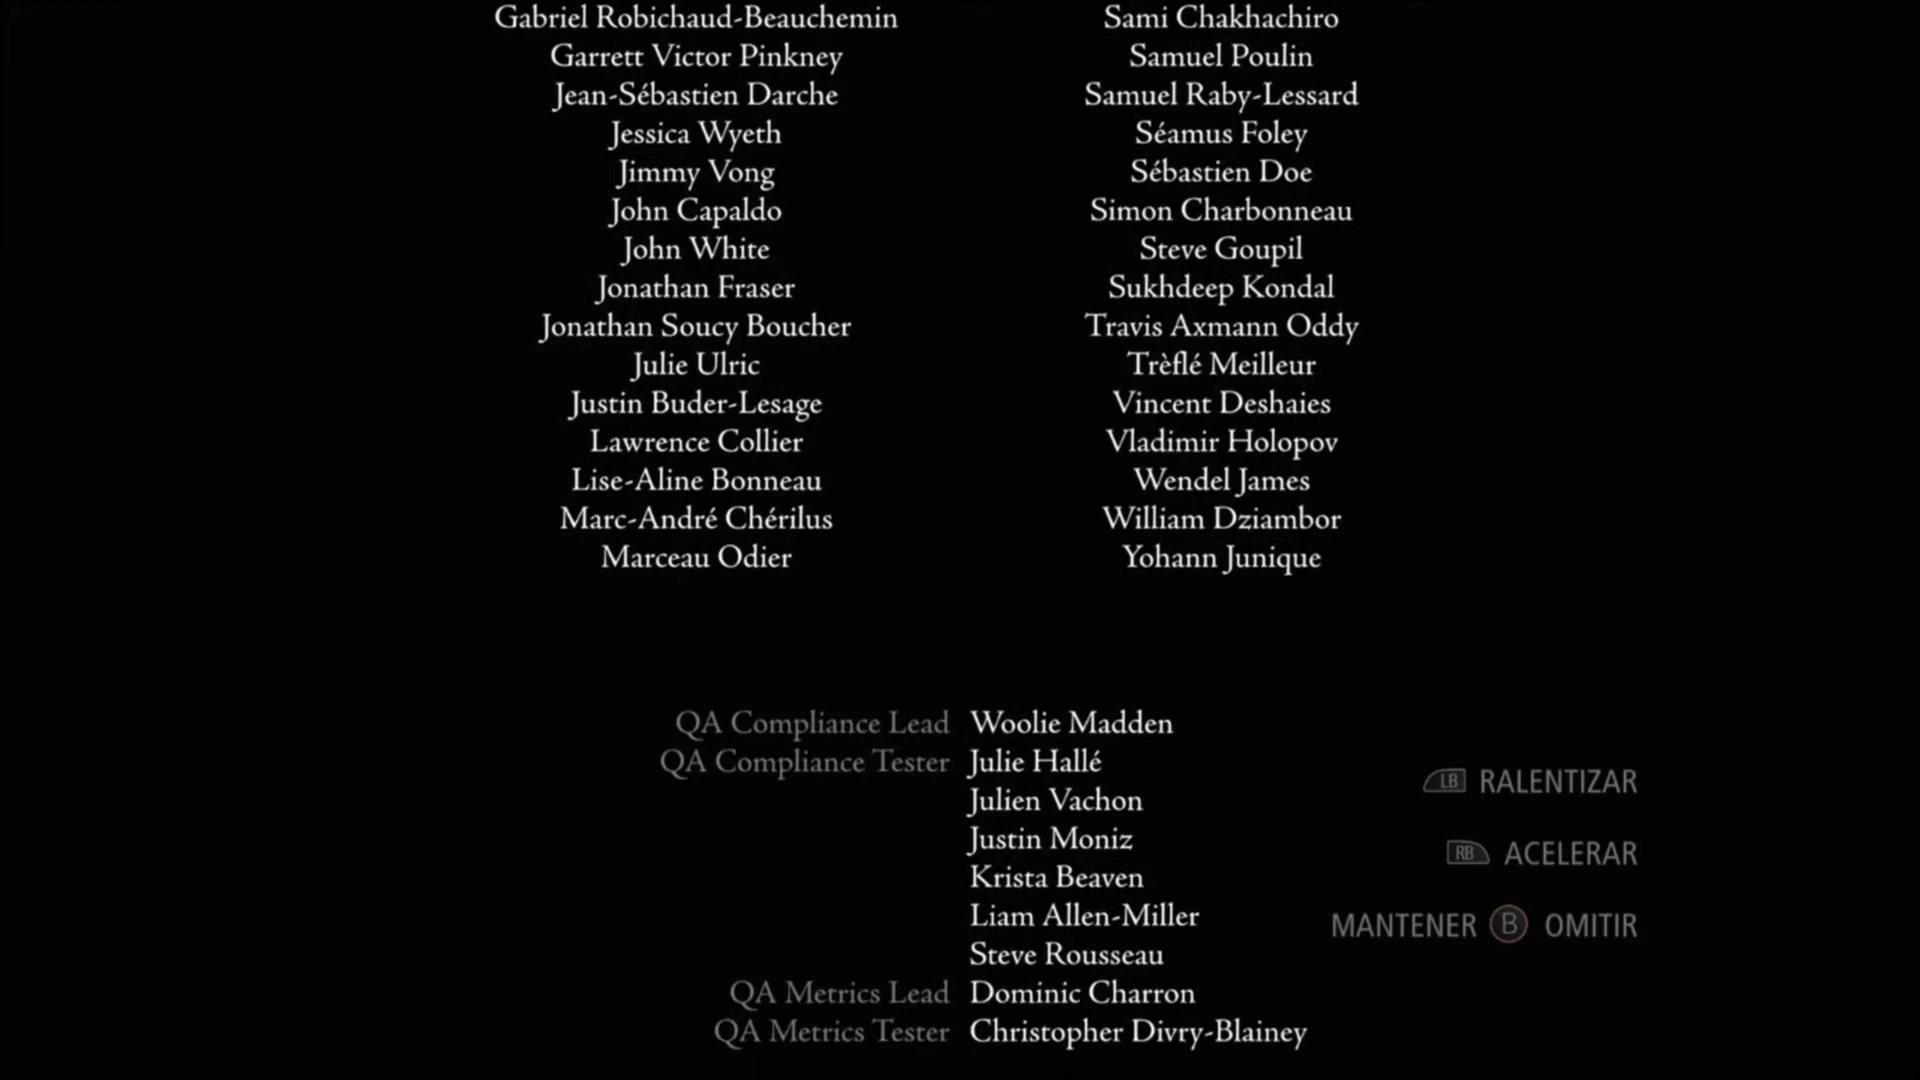 Gabriel Robichaud-Beauchemin
Garrett Victor Pinkney
Jean-Sébastien Darche
Jessica Wyeth
Jimmy Vong
John Capaldo
John White
Jonathan Fraser
Jonathan Soucy Boucher
Julie Ulric
Justin Buder-Lesage
Lawrence Collier
Lise-Aline Bonneau
Marc-André Chérilus
Marceau Odier
Sami Chakhachiro
Samuel Poulin
Samuel Raby-Lessard
Séamus Foley
Sébastien Doe
Simon Charbonneau
Steve Goupil
Sukhdeep Kondal
Travis Axmann Oddy
Trèflé Meilleur
Vincent Deshaies
Vladimir Holopov
Wendel James
William Dziambor
Yohann Junique
QA Compliance Lead Woolie Madden
QA Compliance Tester Julie Hallé
Julien Vachon
Justin Moniz
Krista Beaven
Liam Allen-Miller
Steve Rousseau
QA Metrics Lead Dominic Charron
QA Metrics Tester Christopher Divry-Blainey
LB RALENTIZAR
RB ACELERAR
MANTENER B OMITIR